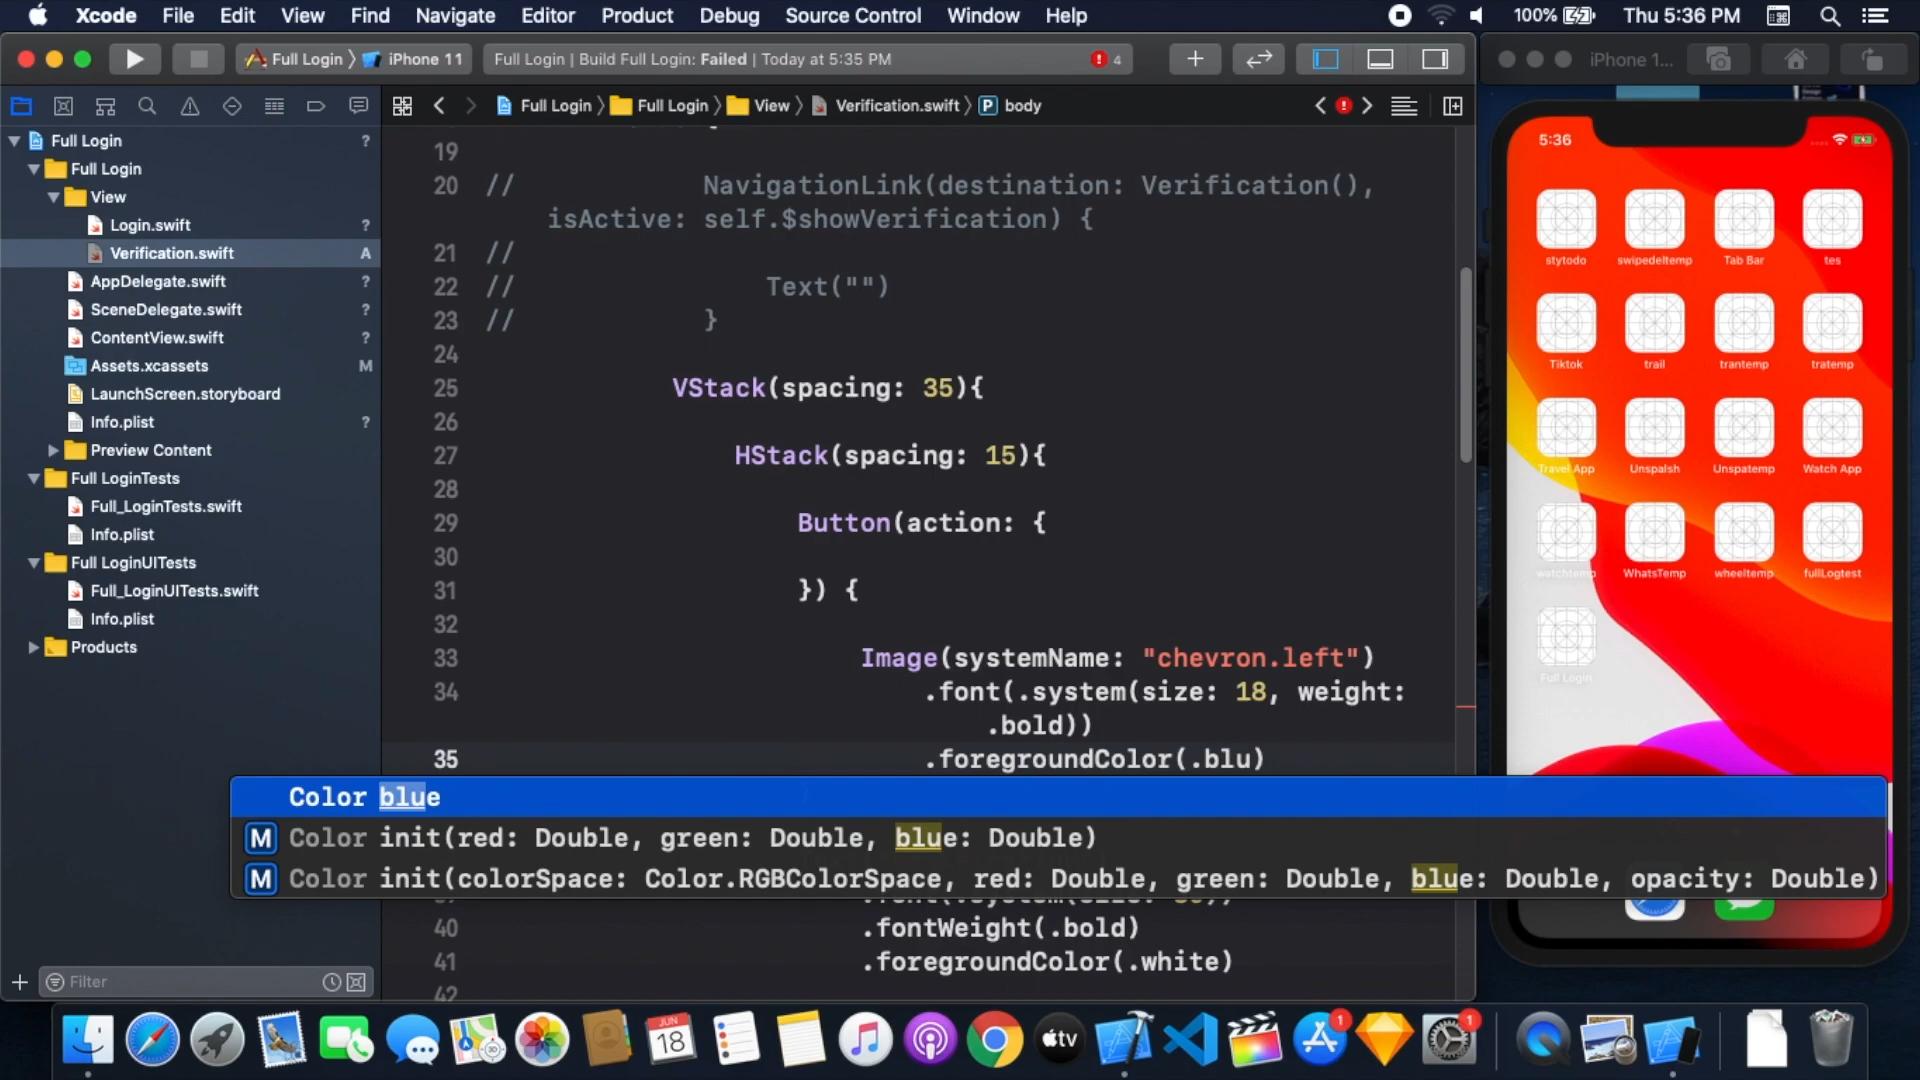 Xcode File Edit View Find Navigate Editor Product Debug Source Control Window Help 100% Thu 5:36 PM
Full Login iPhone 11 Full Login | Build Full Login: Failed | Today at 5:35 PM 4 iPhone 1...
Full Login Full Login View Verification.swift P body
Full Login ?
Full Login
View
Login.swift ?
Verification.swift A
AppDelegate.swift ?
SceneDelegate.swift ?
ContentView.swift ?
Assets.xcassets M
LaunchScreen.storyboard
Info.plist ?
Preview Content
Full LoginTests
Full_LoginTests.swift
Info.plist
Full LoginUITests
Full_LoginUITests.swift
Info.plist
Products
Filter
19
20 // NavigationLink(destination: Verification(),
isActive: self.$showVerification) {
21 //
22 // Text("")
23 // }
24
25 VStack(spacing: 35){
26
27 HStack(spacing: 15){
28
29 Button(action: {
30
31 }) {
32
33 Image(systemName: "chevron.left")
34 .font(.system(size: 18, weight:
.bold))
35 .foregroundColor(.blu)
Color blue
M Color init(red: Double, green: Double, blue: Double)
M Color init(colorSpace: Color.RGBColorSpace, red: Double, green: Double, blue: Double, opacity: Double)
40 .fontWeight(.bold)
41 .foregroundColor(.white)
42
5:36
stytodo swipedeltemp Tab Bar tes
Tiktok trail trantemp tratemp
Travel App Unspalsh Unspatemp Watch App
watchtemp WhatsTemp wheeltemp fullLogtest
Full Login
JUN
18
tv
1
1